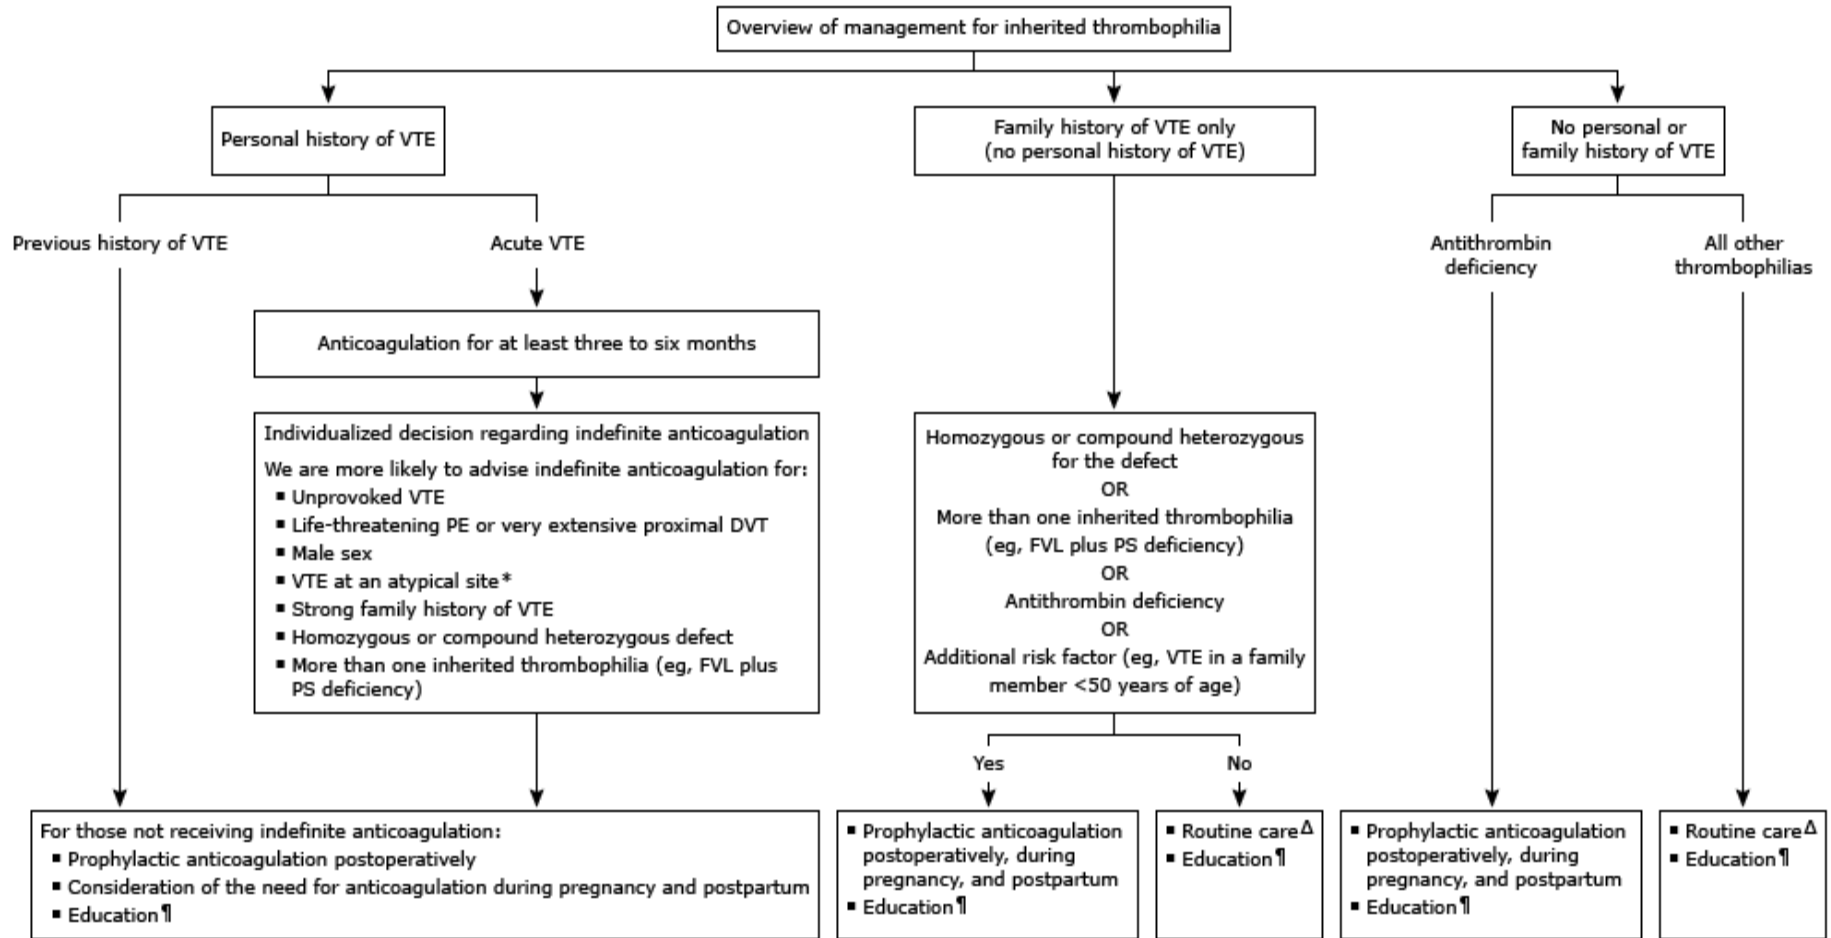 Overview of management for inherited thrombophilia
Personal history of VTE
Family history of VTE only
(no personal history of VTE)
No personal or
family history of VTE
Previous history of VTE
Acute VTE
Antithrombin
deficiency
All other
thrombophilias
Anticoagulation for at least three to six months
Individualized decision regarding indefinite anticoagulation
We are more likely to advise indefinite anticoagulation for:
▪ Unprovoked VTE
▪ Life-threatening PE or very extensive proximal DVT
▪ Male sex
▪ VTE at an atypical site*
▪ Strong family history of VTE
▪ Homozygous or compound heterozygous defect
▪ More than one inherited thrombophilia (eg, FVL plus
PS deficiency)
Homozygous or compound heterozygous
for the defect
OR
More than one inherited thrombophilia
(eg, FVL plus PS deficiency)
OR
Antithrombin deficiency
OR
Additional risk factor (eg, VTE in a family
member <50 years of age)
Yes
No
For those not receiving indefinite anticoagulation:
▪ Prophylactic anticoagulation postoperatively
▪ Consideration of the need for anticoagulation during pregnancy and postpartum
▪ Education¶
▪ Prophylactic anticoagulation
postoperatively, during
pregnancy, and postpartum
▪ Education¶
▪ Routine careΔ
▪ Education¶
▪ Prophylactic anticoagulation
postoperatively, during
pregnancy, and postpartum
▪ Education¶
▪ Routine careΔ
▪ Education¶